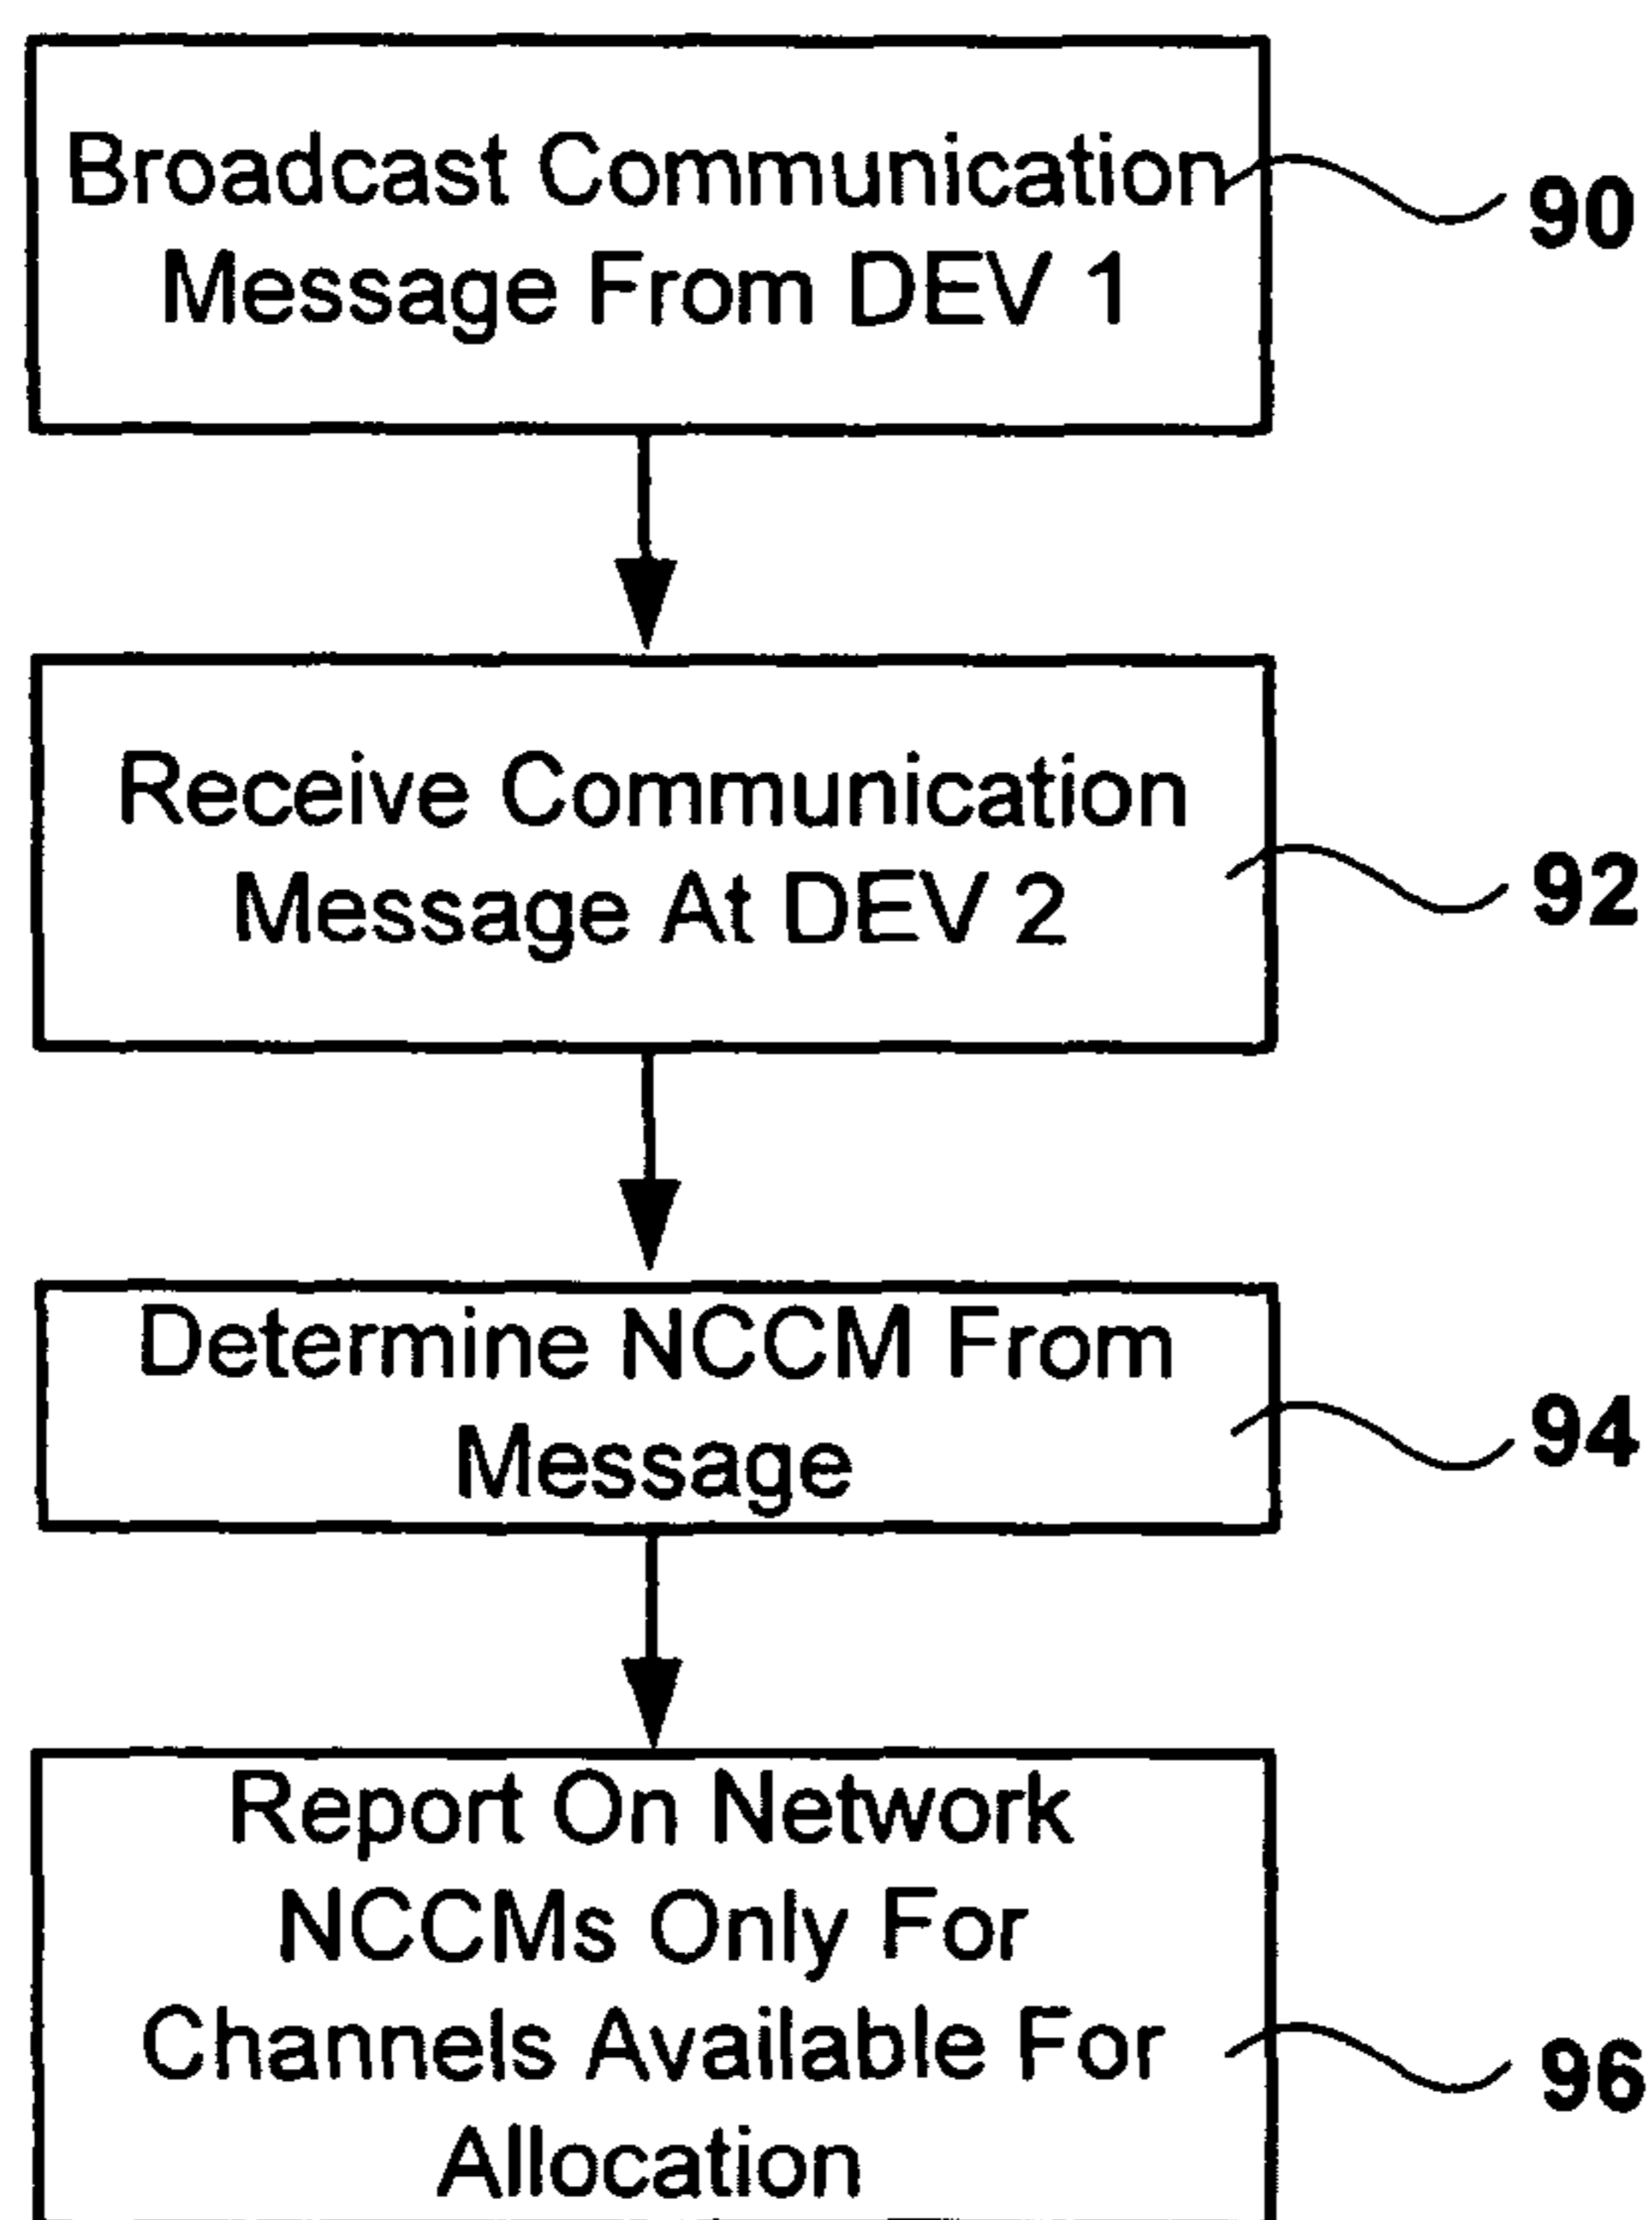 Broadcast Communication
Message From DEV 1
90
Receive Communication
Message At DEV 2
92
Determine NCCM From
Message
94
Report On Network
NCCMs Only For
Channels Available For
Allocation
96